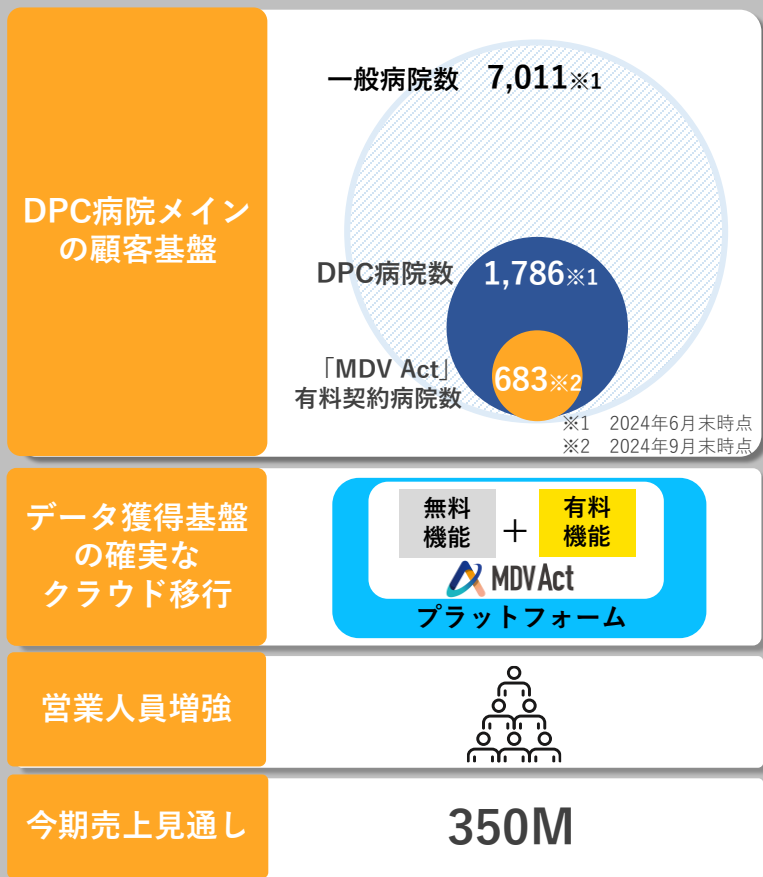 DPC病院メイン
の顧客基盤
一般病院数 7,011※1
DPC病院数 1,786※1
「MDV Act」
有料契約病院数
683※2
※1 2024年6月末時点
※2 2024年9月末時点
データ獲得基盤
の確実な
クラウド移行
無料
機能
+
有料
機能
MDV Act
プラットフォーム
営業人員増強
今期売上見通し
350M